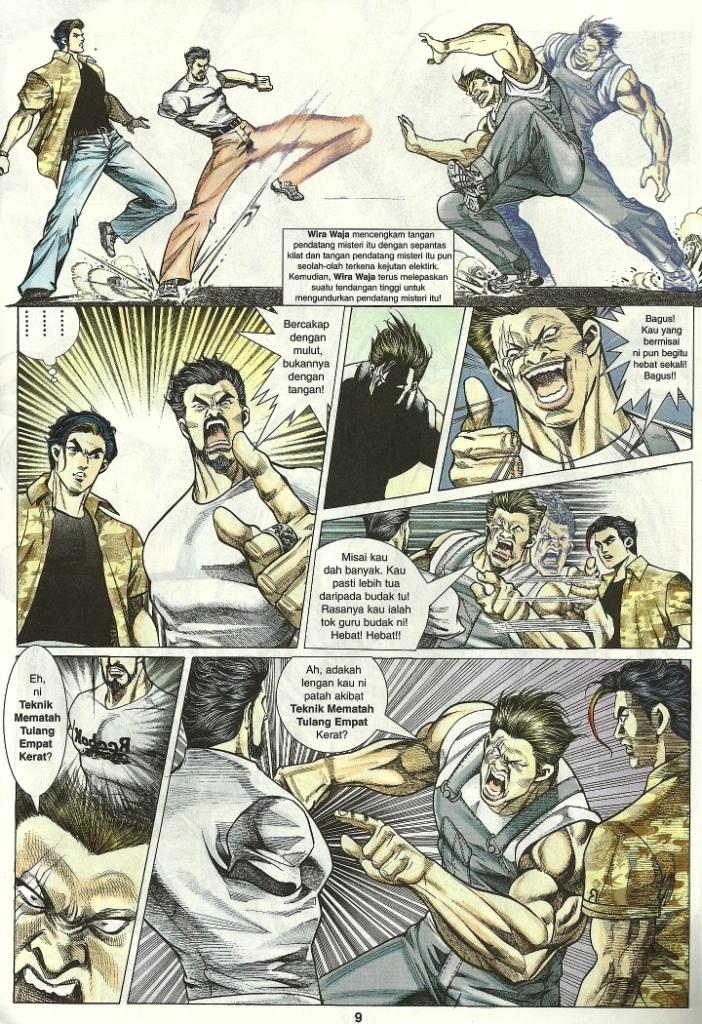 Wira Waja mencengkam tangan
pendatang misteri itu dengan sepantas
kilat dan tangan pendatang misteri itu pun
seolah-olah terkena kejutan elektirk.
Kemudian, Wira Waja terus melepaskan
suatu tendangan tinggi untuk
mengundurkan pendatang misteri itu!
Bercakap
dengan
mulut,
bukannya
dengan
tangan!
Bagus!
Kau yang
bermisai
ni pun begitu
hebat sekali!
Bagus!!
Misai kau
dah banyak. Kau
pasti lebih tua
daripada budak tu!
Rasanya kau ialah
tok guru budak ni!
Hebat! Hebat!!
Eh,
ni
Teknik
Mematah
Tulang
Empat
Kerat?
Reebok
Ah, adakah
lengan kau ni
patah akibat
Teknik Mematah
Tulang Empat
Kerat?
9